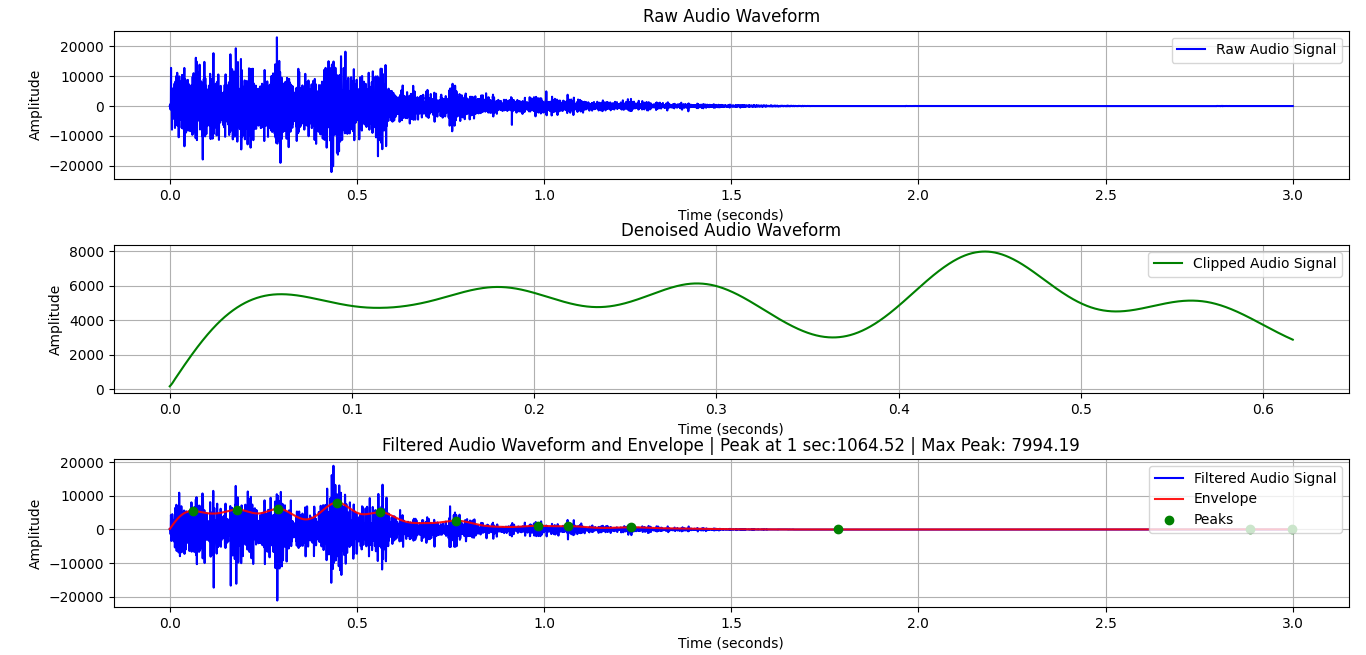 Raw Audio Waveform
20000
10000
0
−10000
−20000
Amplitude
Raw Audio Signal
0.0 0.5 1.0 1.5 2.0 2.5 3.0
Time (seconds)
Denoised Audio Waveform
8000
6000
4000
2000
0
Amplitude
Clipped Audio Signal
0.0 0.1 0.2 0.3 0.4 0.5 0.6
Time (seconds)
Filtered Audio Waveform and Envelope | Peak at 1 sec:1064.52 | Max Peak: 7994.19
20000
10000
0
−10000
−20000
Amplitude
Filtered Audio Signal
Envelope
Peaks
0.0 0.5 1.0 1.5 2.0 2.5 3.0
Time (seconds)